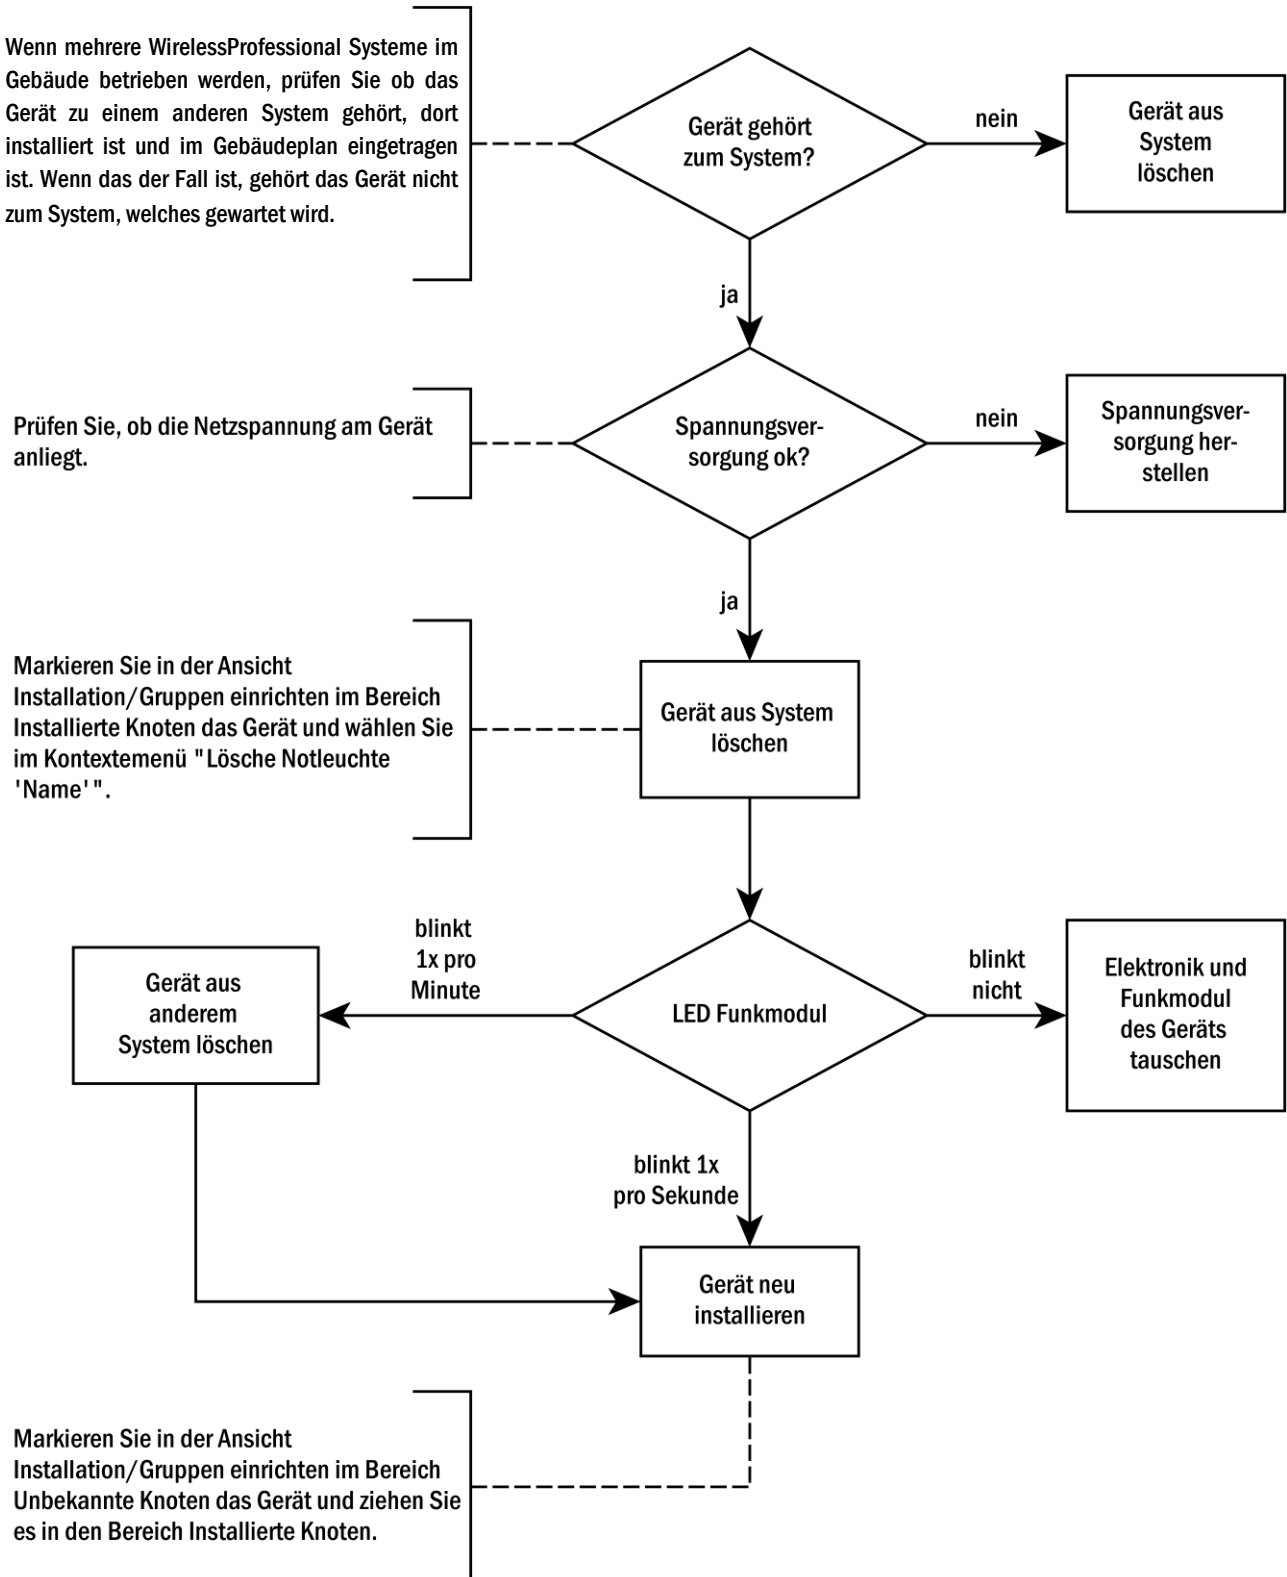 Wenn mehrere WirelessProfessional Systeme im
Gebäude betrieben werden, prüfen Sie ob das
Gerät zu einem anderen System gehört, dort
installiert ist und im Gebäudeplan eingetragen
ist. Wenn das der Fall ist, gehört das Gerät nicht
zum System, welches gewartet wird.
Gerät gehört
zum System?
nein
Gerät aus
System
löschen
ja
Prüfen Sie, ob die Netzspannung am Gerät
anliegt.
Spannungsver-
sorgung ok?
nein
Spannungsver-
sorgung her-
stellen
ja
Markieren Sie in der Ansicht
Installation/Gruppen einrichten im Bereich
Installierte Knoten das Gerät und wählen Sie
im Kontextemenü "Lösche Notleuchte
'Name'".
Gerät aus System
löschen
Gerät aus
anderem
System löschen
blinkt
1x pro
Minute
LED Funkmodul
blinkt
nicht
Elektronik und
Funkmodul
des Geräts
tauschen
blinkt 1x
pro Sekunde
Gerät neu
installieren
Markieren Sie in der Ansicht
Installation/Gruppen einrichten im Bereich
Unbekannte Knoten das Gerät und ziehen Sie
es in den Bereich Installierte Knoten.